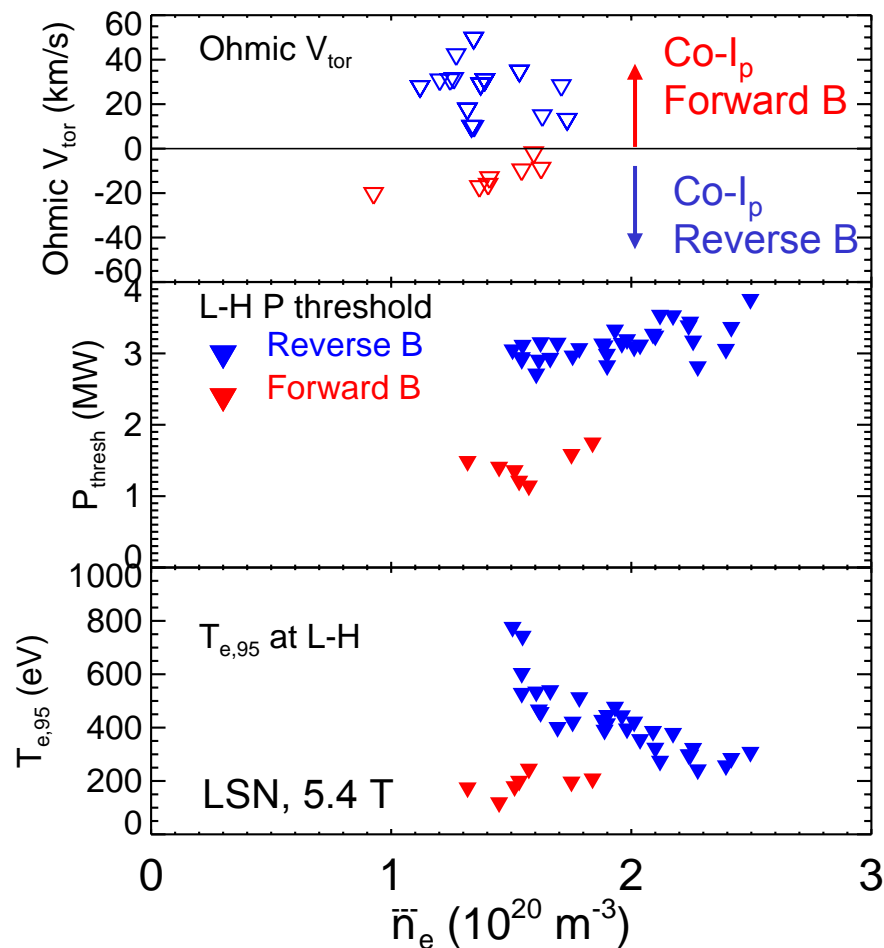 Ohmic V_tor (km/s)
60
40
20
0
-20
-40
-60
Ohmic V_tor
Co-I_p
Forward B
Co-I_p
Reverse B
P_thresh (MW)
4
3
2
1
0
L-H P threshold
Reverse B
Forward B
T_e,95 (eV)
1000
800
600
400
200
0
T_e,95 at L-H
LSN, 5.4 T
0 1 2 3
n̅_e (10^20 m^-3)